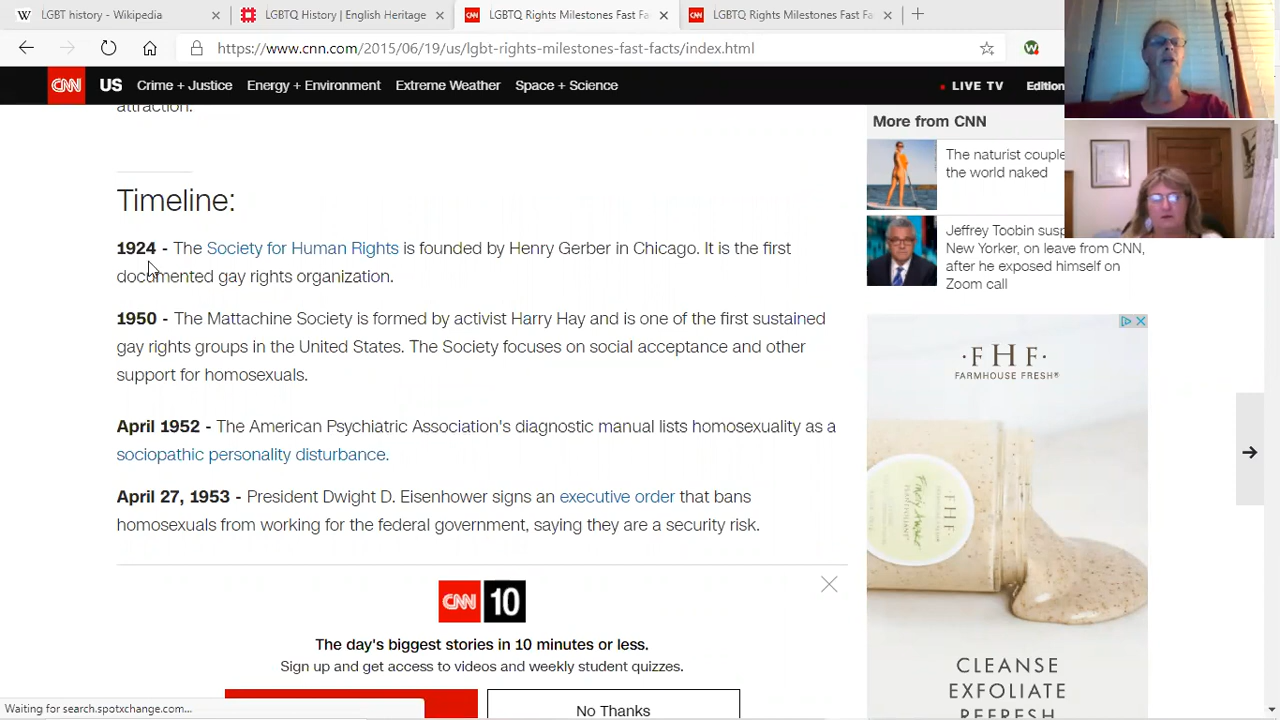 LGBT history - Wikipedia
LGBTQ History | English Heritage
LGBTQ Rights Milestones Fast Fa
LGBTQ Rights Milestones Fast Fa
https://www.cnn.com/2015/06/19/us/lgbt-rights-milestones-fast-facts/index.html
CNN US Crime + Justice Energy + Environment Extreme Weather Space + Science LIVE TV Edition
attraction.
Timeline:
1924 - The Society for Human Rights is founded by Henry Gerber in Chicago. It is the first
documented gay rights organization.
1950 - The Mattachine Society is formed by activist Harry Hay and is one of the first sustained
gay rights groups in the United States. The Society focuses on social acceptance and other
support for homosexuals.
April 1952 - The American Psychiatric Association's diagnostic manual lists homosexuality as a
sociopathic personality disturbance.
April 27, 1953 - President Dwight D. Eisenhower signs an executive order that bans
homosexuals from working for the federal government, saying they are a security risk.
CNN 10
The day's biggest stories in 10 minutes or less.
Sign up and get access to videos and weekly student quizzes.
No Thanks
Waiting for search.spotxchange.com...
More from CNN
The naturist couple
the world naked
Jeffrey Toobin susp
New Yorker, on leave from CNN,
after he exposed himself on
Zoom call
·FHF·
FARMHOUSE FRESH®
FHF
CLEANSE
EXFOLIATE
REFRESH